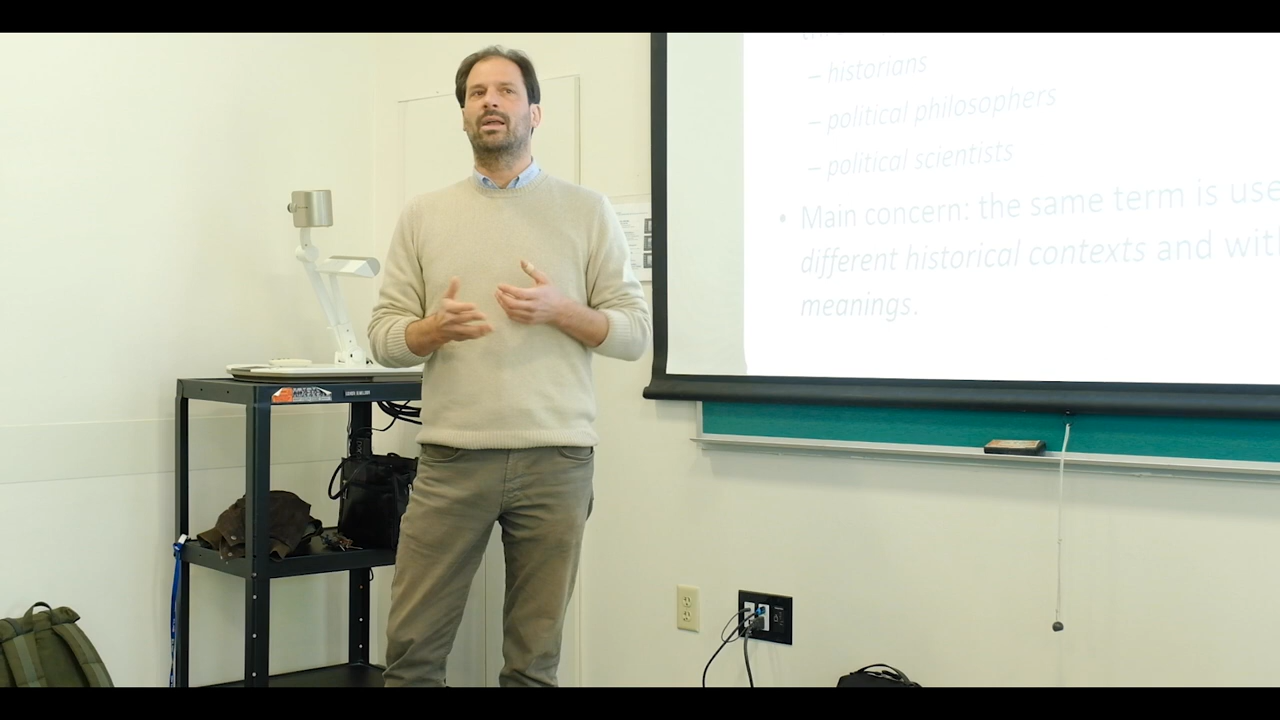 – historians
– political philosophers
– political scientists
• Main concern: the same term is use
different historical contexts and with
meanings.